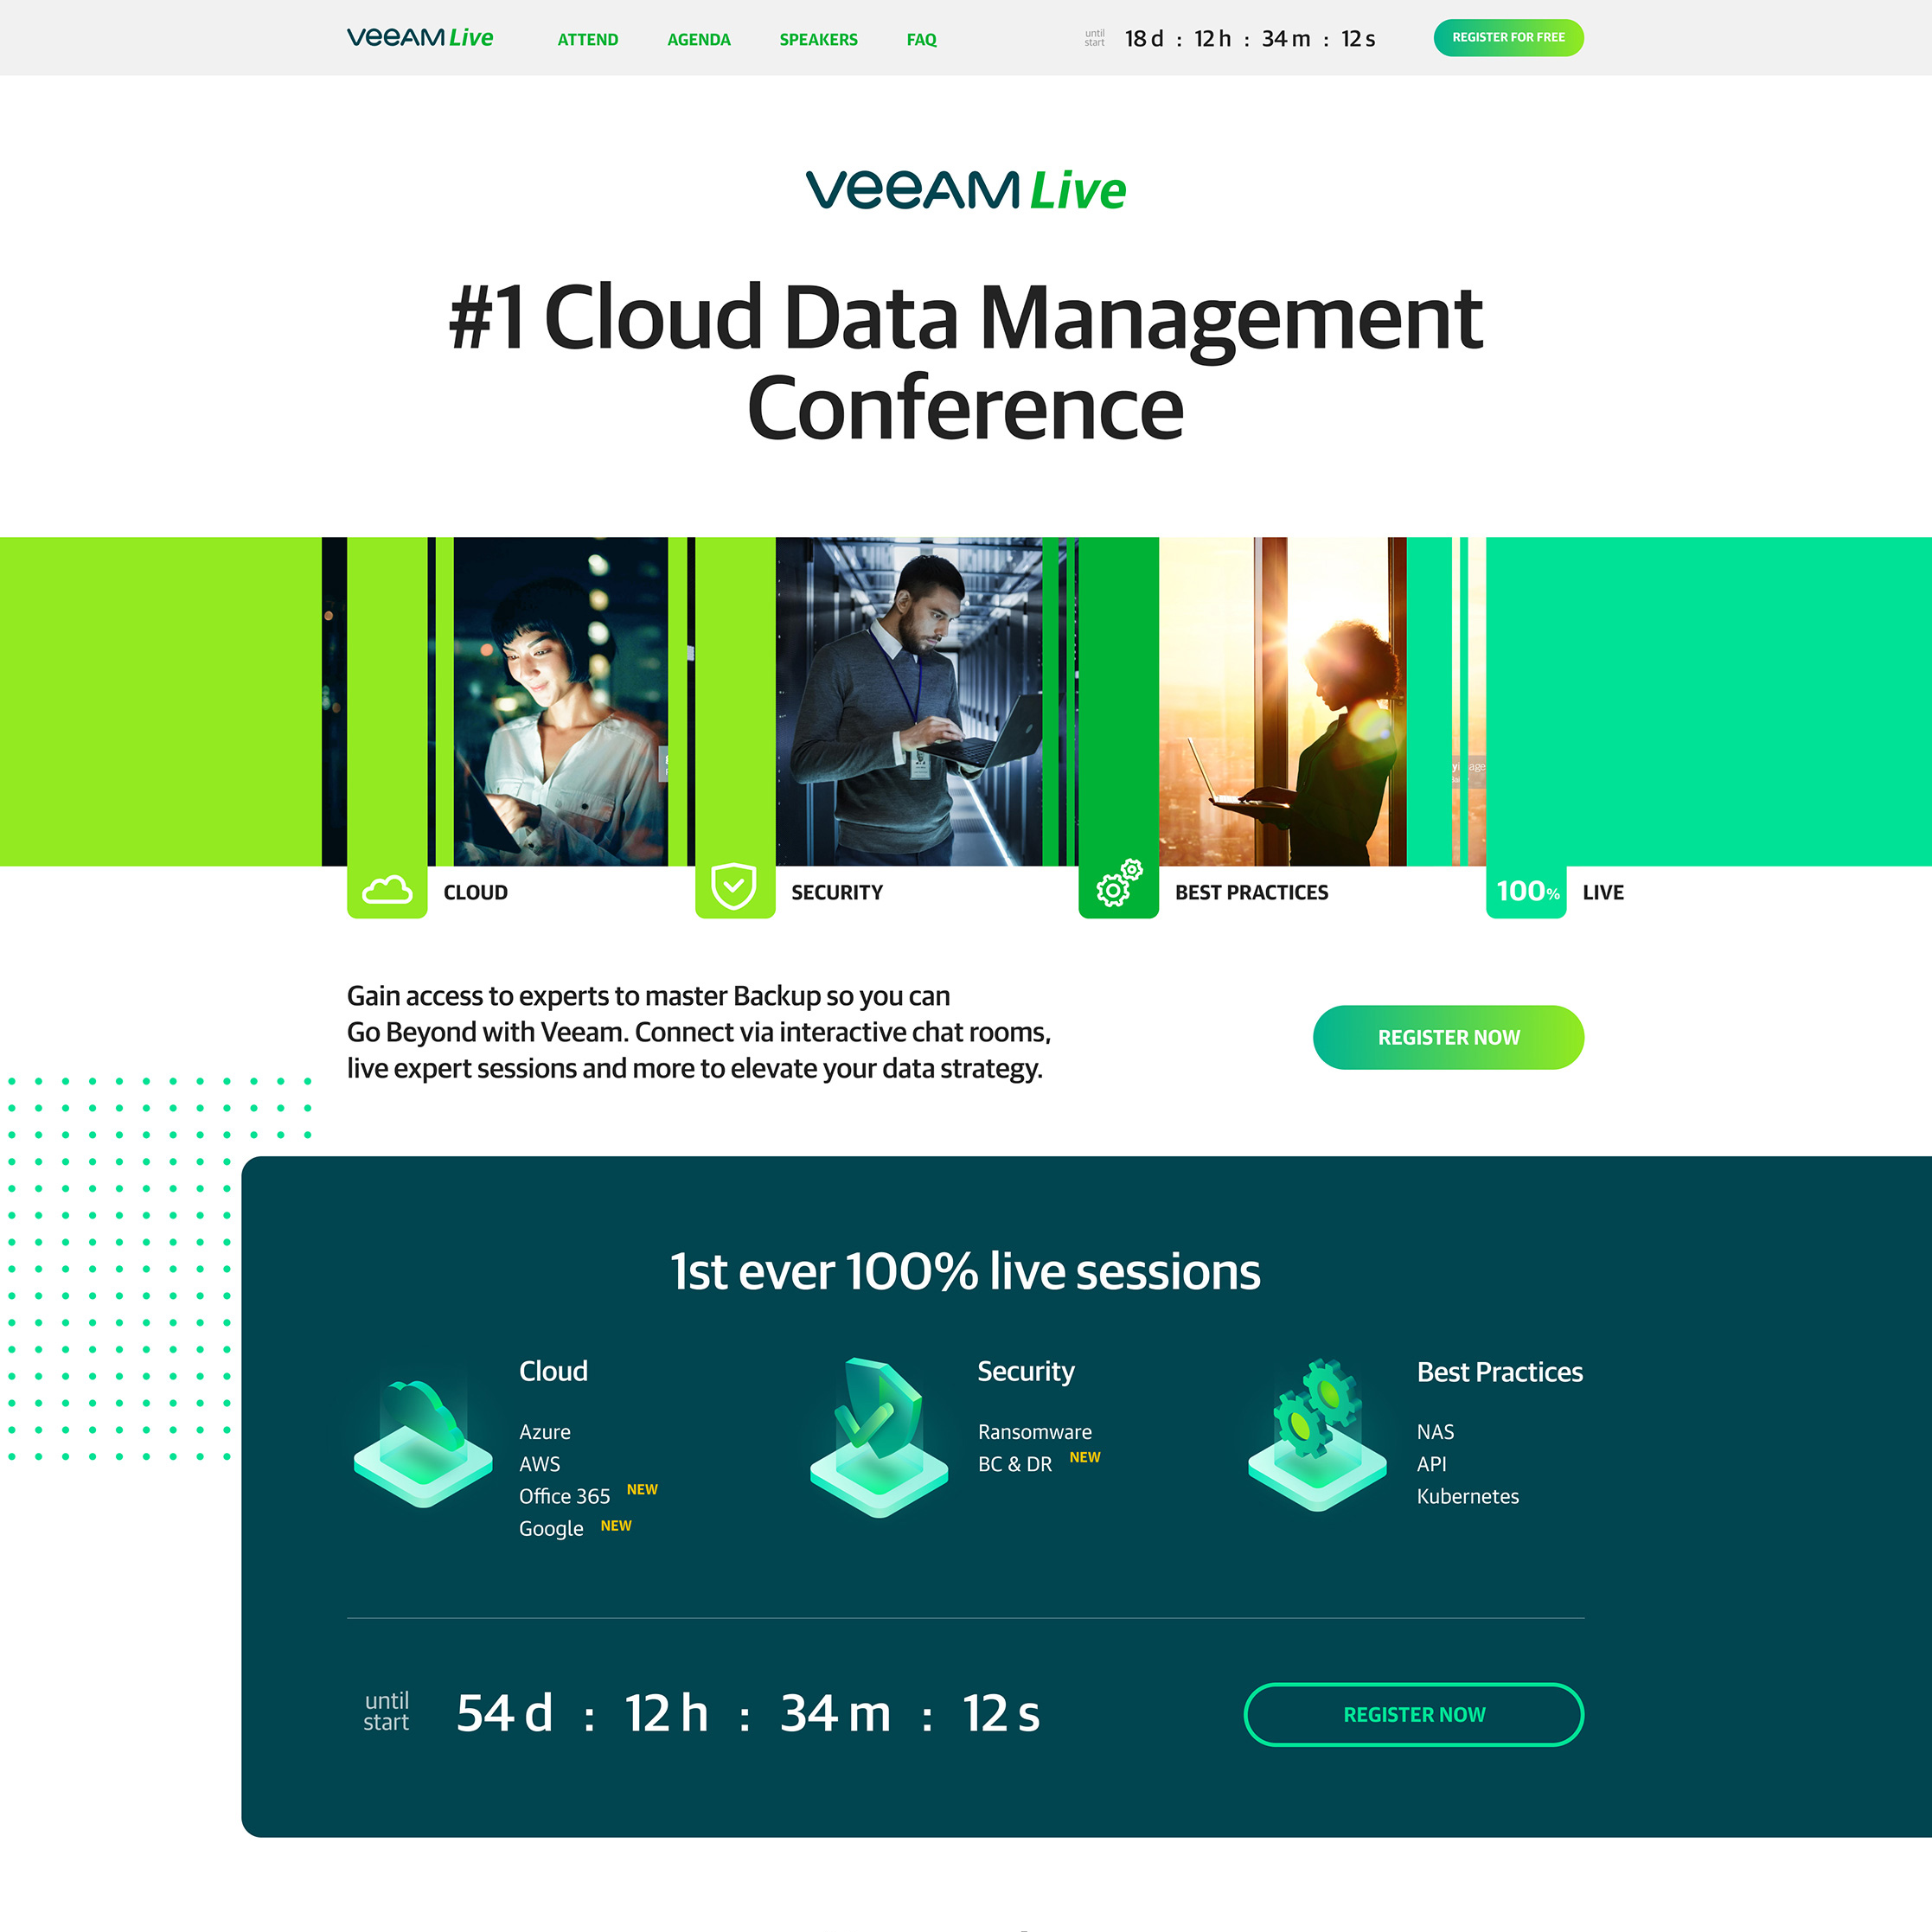 veeAM Live
ATTEND AGENDA SPEAKERS FAQ
until
start
18 d : 12 h : 34 m : 12 s
REGISTER FOR FREE
veeAM Live
#1 Cloud Data Management
Conference
CLOUD
SECURITY
BEST PRACTICES
100% LIVE
Gain access to experts to master Backup so you can
Go Beyond with Veeam. Connect via interactive chat rooms,
live expert sessions and more to elevate your data strategy.
REGISTER NOW
1st ever 100% live sessions
Cloud
Azure
AWS
Office 365 NEW
Google NEW
Security
Ransomware
BC & DR NEW
Best Practices
NAS
API
Kubernetes
until
start
54 d : 12 h : 34 m : 12 s
REGISTER NOW